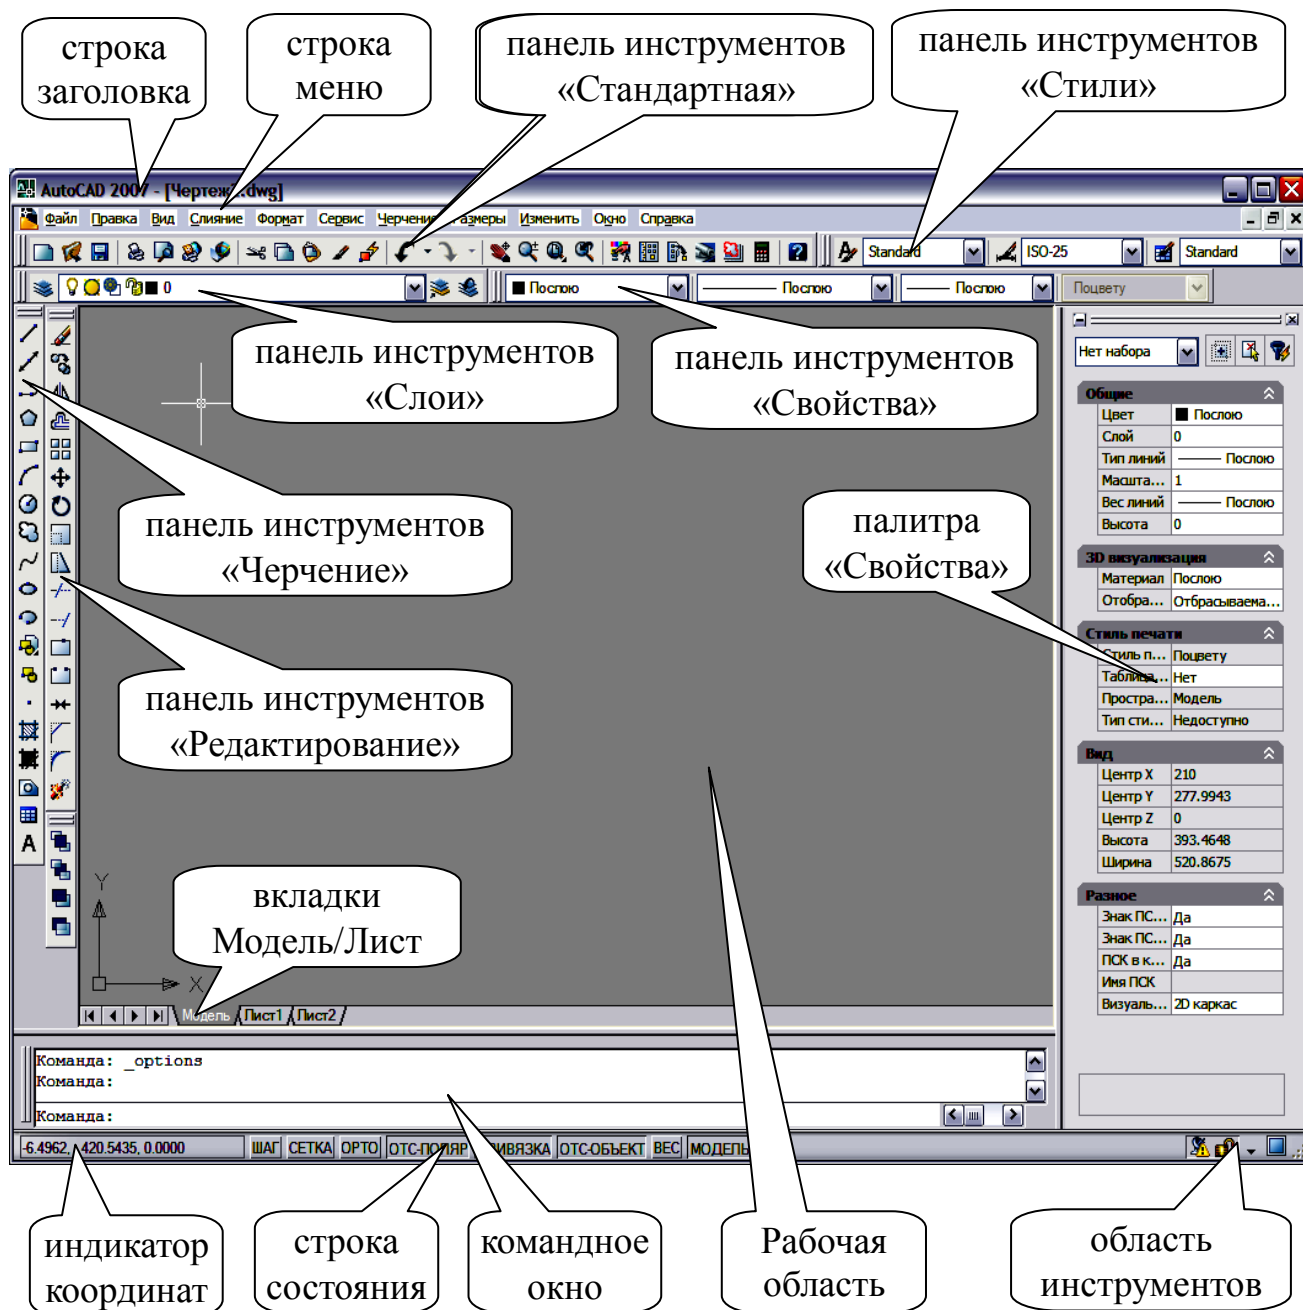 строка
заголовка
строка
меню
панель инструментов
«Стандартная»
панель инструментов
«Стили»
AutoCAD 2007 - [Чертеж1.dwg]
Файл Правка Вид Слияние Формат Сервис Черчение Размеры Изменить Окно Справка
Standard ISO-25 Standard
0 Послою Послою Послою Поцвету
панель инструментов
«Слои»
панель инструментов
«Свойства»
Нет набора
Общие
Цвет Послою
Слой 0
Тип линий Послою
Масшта... 1
Вес линий Послою
Высота 0
панель инструментов
«Черчение»
палитра
«Свойства»
3D визуализация
Материал Послою
Отобра... Отбрасываема...
Стиль печати
Стиль п... Поцвету
Таблица... Нет
Простра... Модель
Тип сти... Недоступно
панель инструментов
«Редактирование»
Вид
Центр X 210
Центр Y 277.9943
Центр Z 0
Высота 393.4648
Ширина 520.8675
A
Разное
Знак ПС... Да
Знак ПС... Да
ПСК в к... Да
Имя ПСК
Визуаль... 2D каркас
Y
X
вкладки
Модель/Лист
Модель Лист1 Лист2
Команда: _options
Команда:
Команда:
-6.4962, -420.5435, 0.0000 ШАГ СЕТКА ОРТО ОТС-ПОЛЯР ПРИВЯЗКА ОТС-ОБЪЕКТ ВЕС МОДЕЛЬ
индикатор
координат
строка
состояния
командное
окно
Рабочая
область
область
инструментов